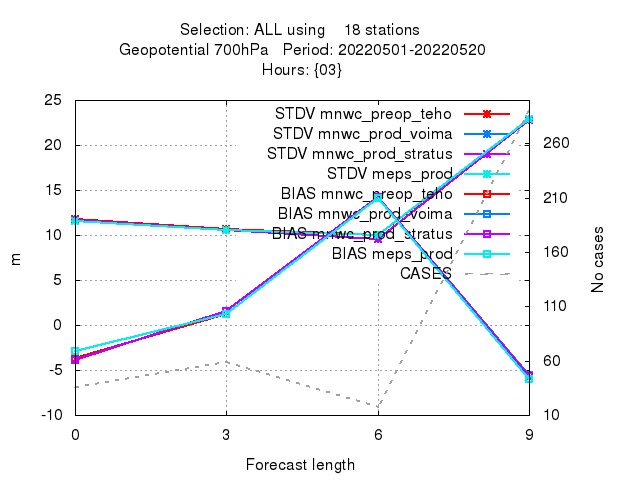 Selection: ALL using 18 stations
Geopotential 700hPa Period: 20220501-20220520
Hours: {03}
25
20
15
10
5
0
-5
-10
m
STDV mnwc_preop_teho
STDV mnwc_prod_voima
STDV mnwc_prod_stratus
STDV meps_prod
BIAS mnwc_preop_teho
BIAS mnwc_prod_voima
BIAS mnwc_prod_stratus
BIAS meps_prod
CASES
260
210
160
110
60
10
No cases
0 3 6 9
Forecast length